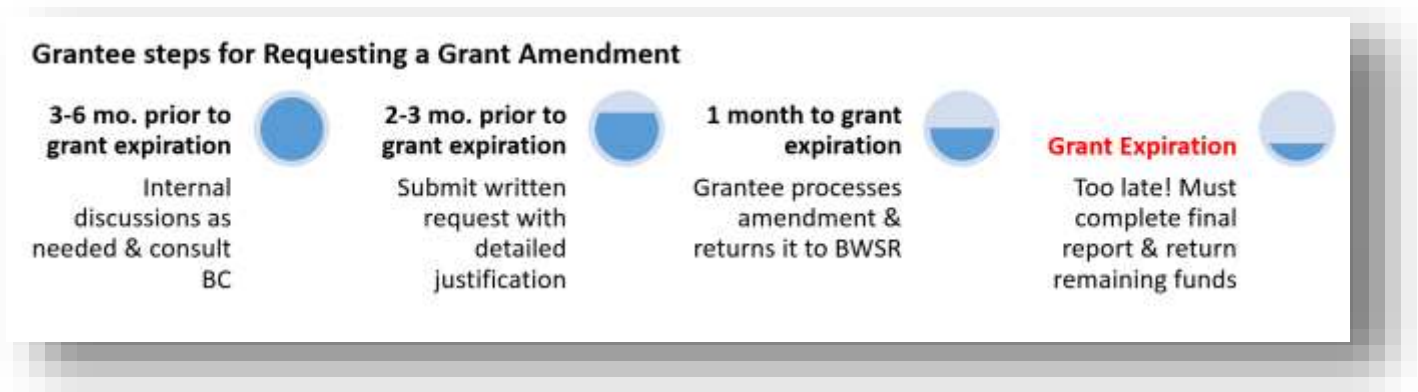 Grantee steps for Requesting a Grant Amendment
3-6 mo. prior to
grant expiration
Internal
discussions as
needed & consult
BC
2-3 mo. prior to
grant expiration
Submit written
request with
detailed
justification
1 month to grant
expiration
Grantee processes
amendment &
returns it to BWSR
Grant Expiration
Too late! Must
complete final
report & return
remaining funds